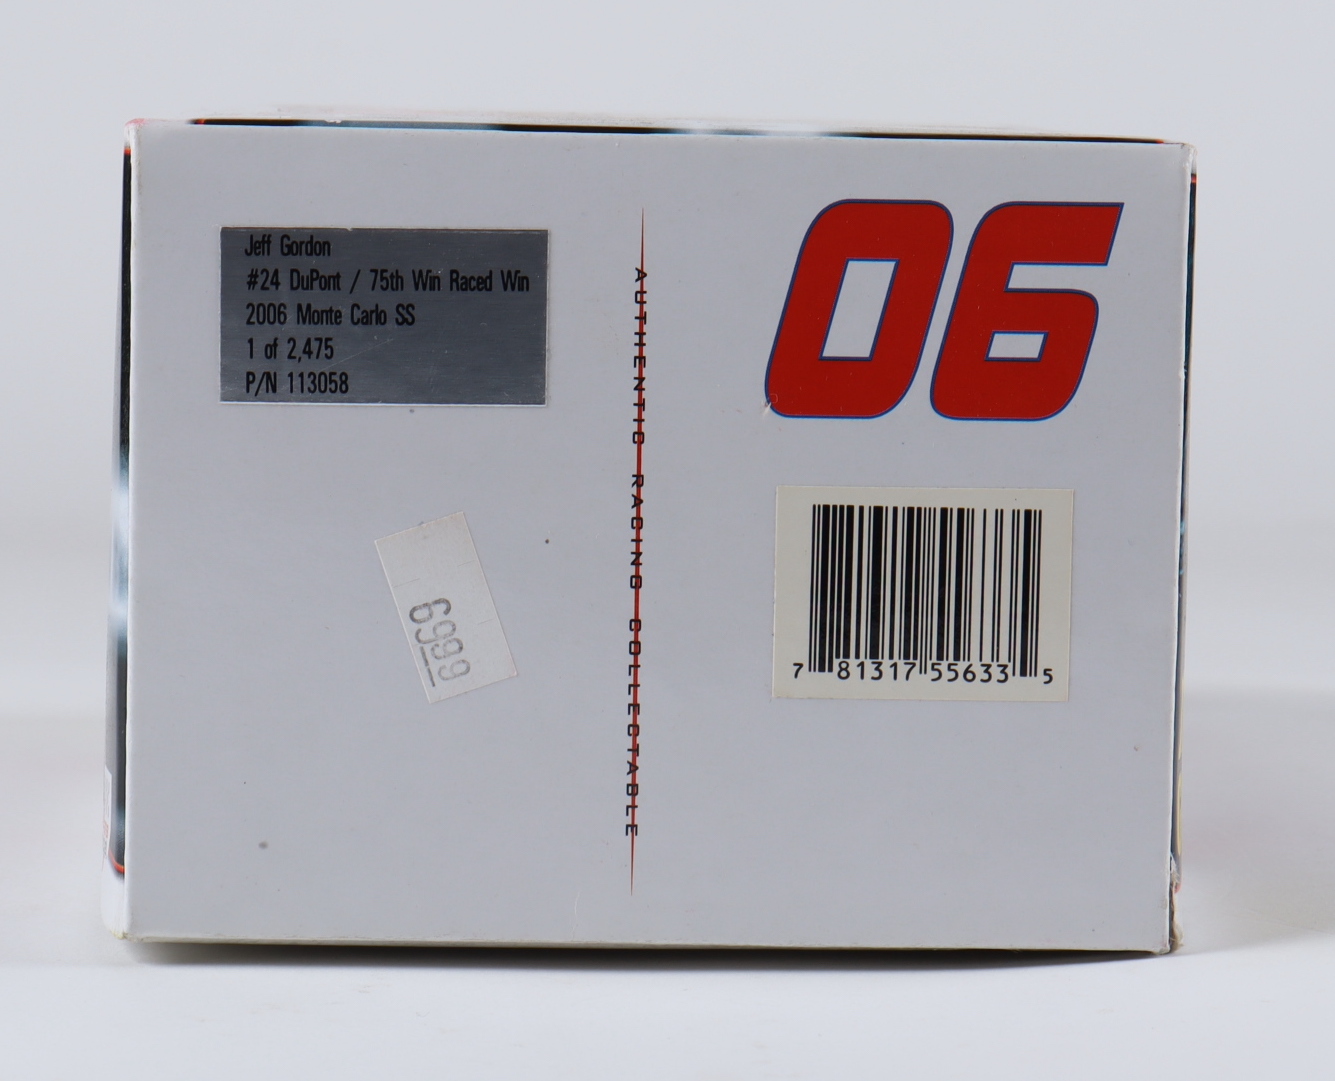 Jeff Gordon
#24 DuPont / 75th Win Raced Win
2006 Monte Carlo SS
1 of 2,475
P/N 113058
AUTHENTIC RACING COLLECTABLE
06
6999
7 81317 55633 5